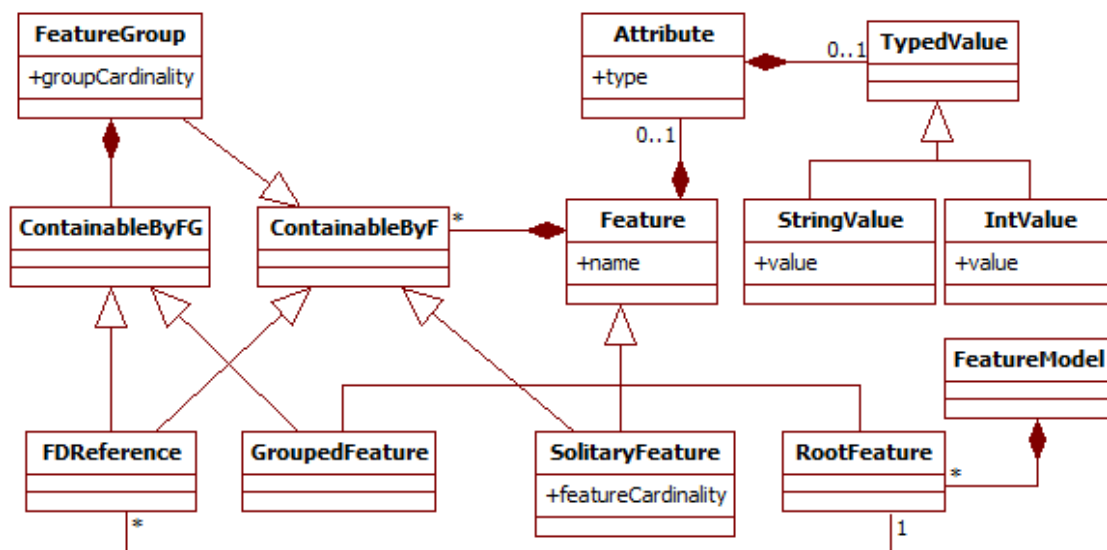 FeatureGroup
+groupCardinality
Attribute
+type
0..1
TypedValue
0..1
ContainableByFG
ContainableByF
*
Feature
+name
StringValue
+value
IntValue
+value
FeatureModel
FDReference
GroupedFeature
SolitaryFeature
+featureCardinality
RootFeature
*
*
1